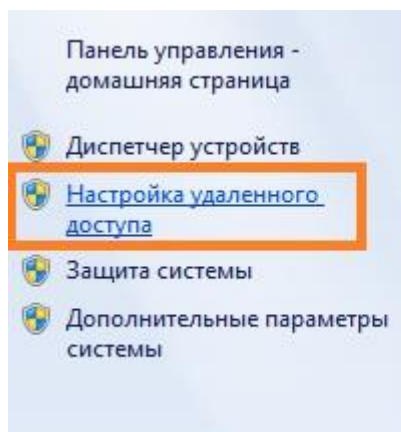 Панель управления -
домашняя страница
Диспетчер устройств
Настройка удаленного
доступа
Защита системы
Дополнительные параметры
системы